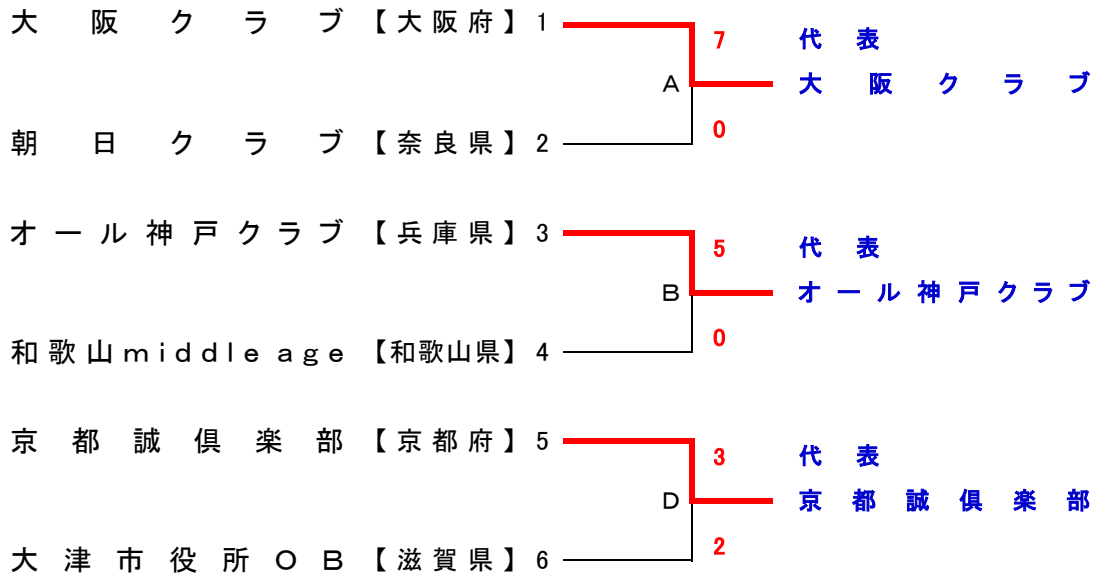 大阪クラブ【大阪府】1
7 代表
A 大阪クラブ
0
朝日クラブ【奈良県】2
オール神戸クラブ【兵庫県】3
5 代表
B オール神戸クラブ
0
和歌山middle age【和歌山県】4
京都誠倶楽部【京都府】5
3 代表
D 京都誠倶楽部
2
大津市役所OB【滋賀県】6